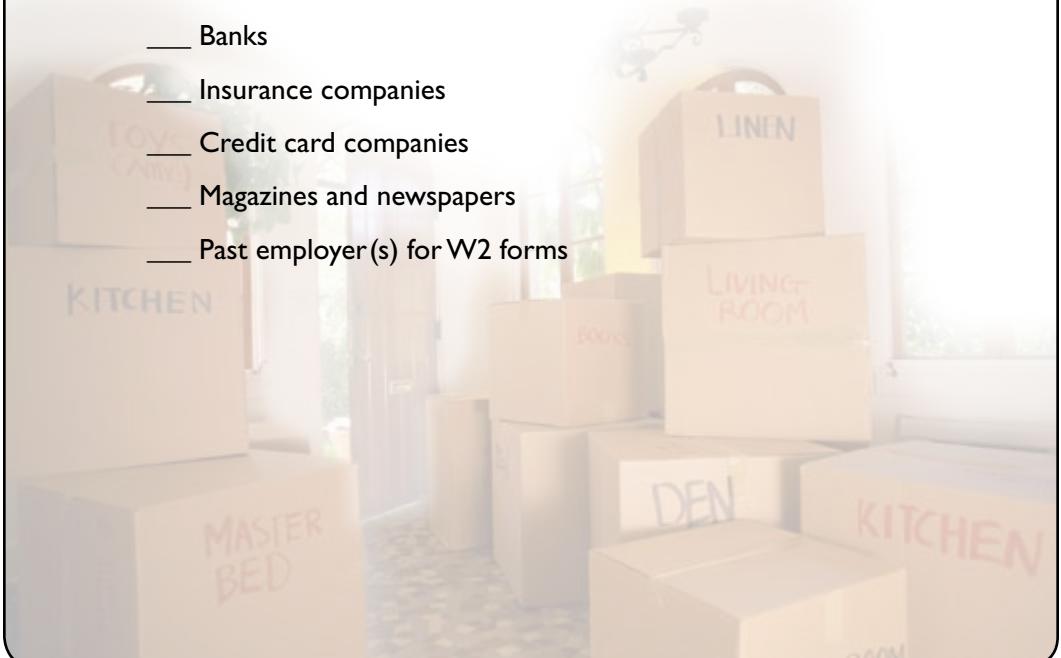 ___ Banks
___ Insurance companies
___ Credit card companies
___ Magazines and newspapers
___ Past employer(s) for W2 forms
TOYS
LINEN
KITCHEN
LIVING
ROOM
BOOKS
MASTER
BED
DEN
KITCHEN
ROOM